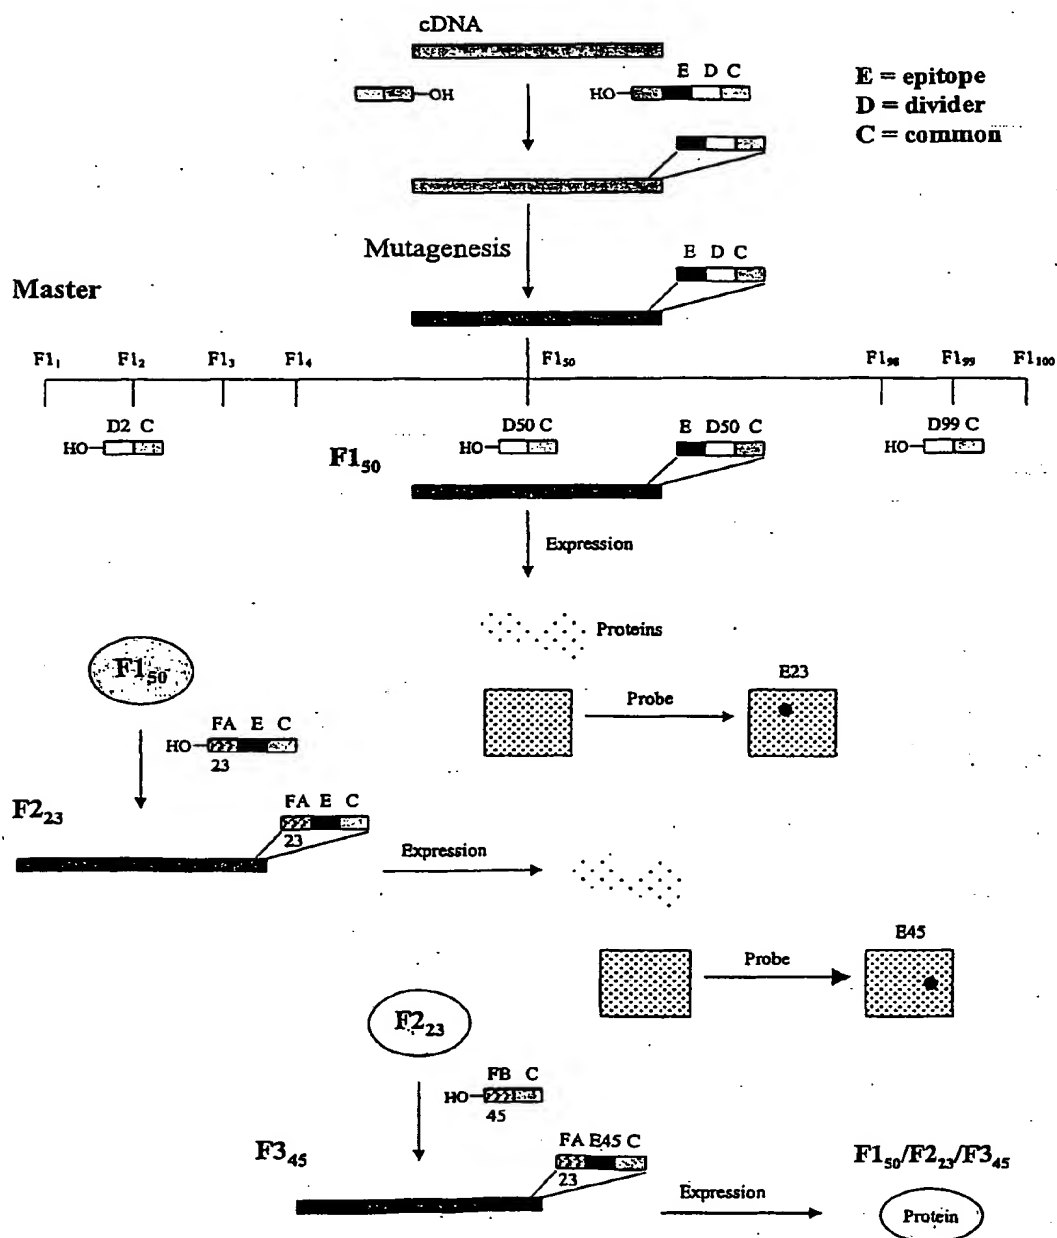 cDNA
E D C
E = epitope
D = divider
C = common
OH
HO
Mutagenesis
E D C
Master
F1₁ F1₂ F1₃ F1₄ F1₅₀ F1₉₈ F1₉₉ F1₁₀₀
D2 C
HO
D50 C
HO
E D50 C
D99 C
HO
F1₅₀
Expression
Proteins
F1₅₀
E23
Probe
FA E C
HO
23
F2₂₃
FA E C
23
Expression
E45
Probe
F2₂₃
FB C
HO
45
F3₄₅
FA E45 C
23
F1₅₀/F2₂₃/F3₄₅
Expression
Protein